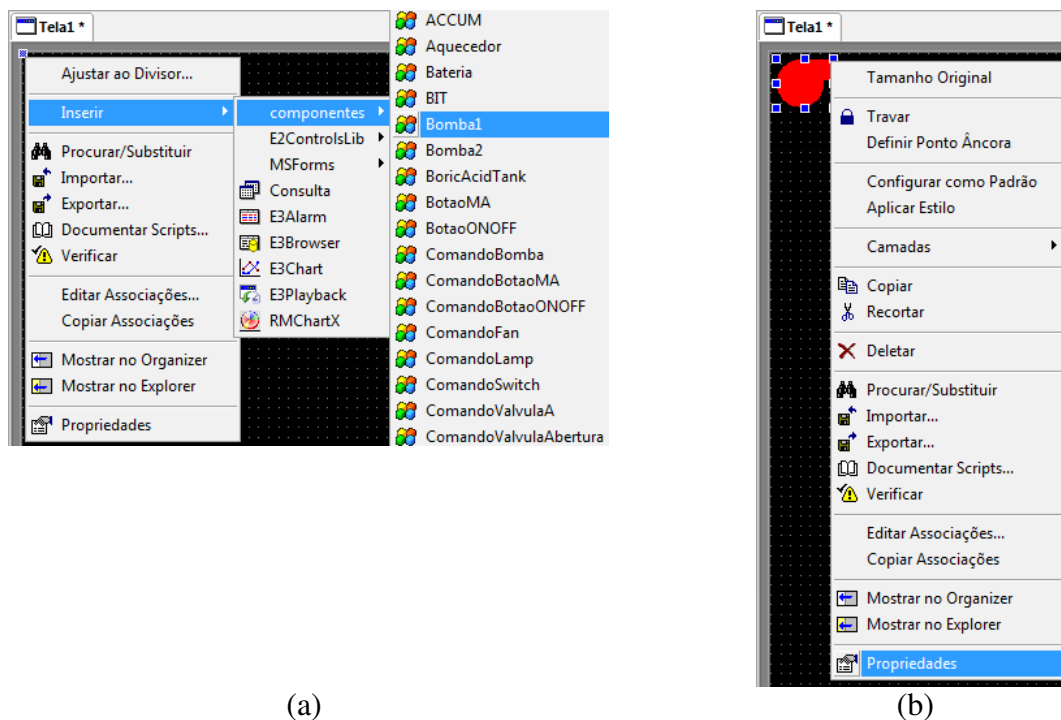 Tela1 *
Ajustar ao Divisor...
Inserir
Procurar/Substituir
Importar...
Exportar...
Documentar Scripts...
Verificar
Editar Associações...
Copiar Associações
Mostrar no Organizer
Mostrar no Explorer
Propriedades
componentes
E2ControlsLib
MSForms
Consulta
E3Alarm
E3Browser
E3Chart
E3Playback
RMChartX
ACCUM
Aquecedor
Bateria
BIT
Bomba1
Bomba2
BoricAcidTank
BotaoMA
BotaoONOFF
ComandoBomba
ComandoBotaoMA
ComandoBotaoONOFF
ComandoFan
ComandoLamp
ComandoSwitch
ComandoValvulaA
ComandoValvulaAbertura
(a)
Tela1 *
Tamanho Original
Travar
Definir Ponto Âncora
Configurar como Padrão
Aplicar Estilo
Camadas
Copiar
Recortar
Deletar
Procurar/Substituir
Importar...
Exportar...
Documentar Scripts...
Verificar
Editar Associações...
Copiar Associações
Mostrar no Organizer
Mostrar no Explorer
Propriedades
(b)